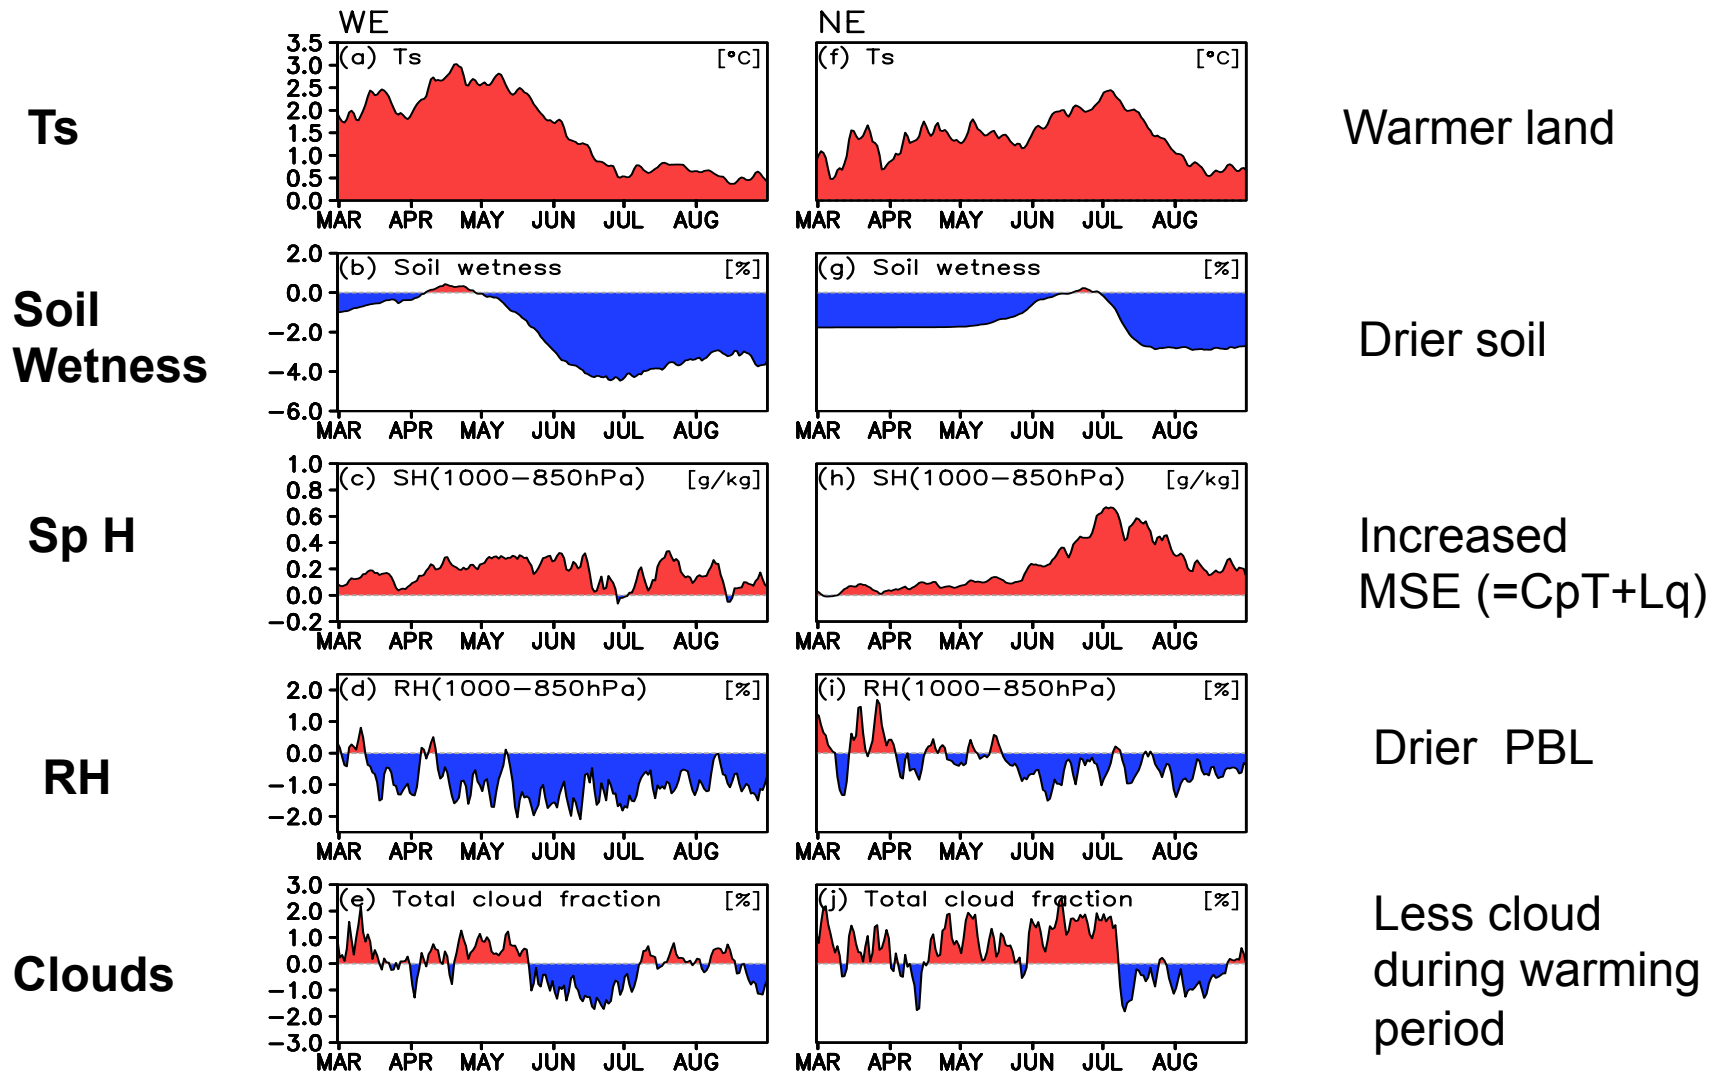 WE
NE
Ts
3.5
3.0
2.5
2.0
1.5
1.0
0.5
0.0
(a) Ts [°C]
MAR APR MAY JUN JUL AUG
(f) Ts [°C]
MAR APR MAY JUN JUL AUG
Warmer land
Soil
Wetness
2.0
0.0
−2.0
−4.0
−6.0
(b) Soil wetness [%]
MAR APR MAY JUN JUL AUG
(g) Soil wetness [%]
MAR APR MAY JUN JUL AUG
Drier soil
Sp H
1.0
0.8
0.6
0.4
0.2
0.0
−0.2
(c) SH(1000−850hPa) [g/kg]
MAR APR MAY JUN JUL AUG
(h) SH(1000−850hPa) [g/kg]
MAR APR MAY JUN JUL AUG
Increased
MSE (=CpT+Lq)
RH
2.0
1.0
0.0
−1.0
−2.0
(d) RH(1000−850hPa) [%]
MAR APR MAY JUN JUL AUG
(i) RH(1000−850hPa) [%]
MAR APR MAY JUN JUL AUG
Drier PBL
Clouds
3.0
2.0
1.0
0.0
−1.0
−2.0
−3.0
(e) Total cloud fraction [%]
MAR APR MAY JUN JUL AUG
(j) Total cloud fraction [%]
MAR APR MAY JUN JUL AUG
Less cloud
during warming
period